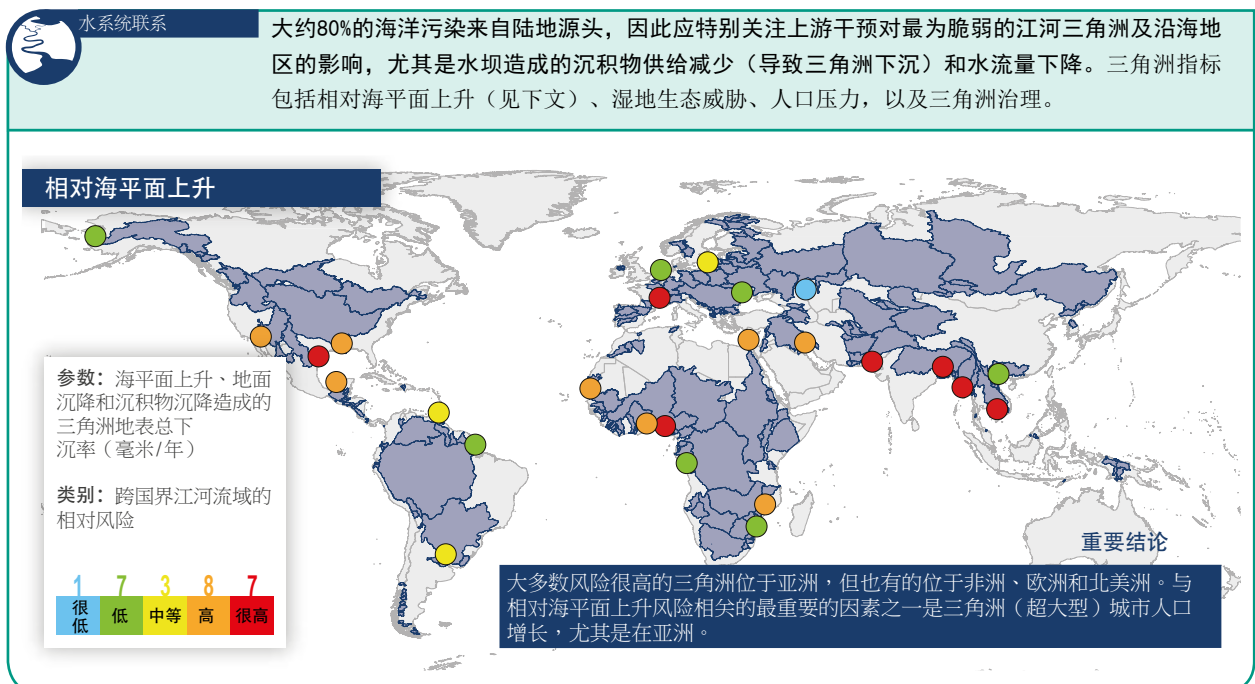 水系统联系
大约80%的海洋污染来自陆地源头，因此应特别关注上游干预对最为脆弱的江河三角洲及沿海地
区的影响，尤其是水坝造成的沉积物供给减少（导致三角洲下沉）和水流量下降。三角洲指标
包括相对海平面上升（见下文）、湿地生态威胁、人口压力，以及三角洲治理。
相对海平面上升
参数：海平面上升、地面
沉降和沉积物沉降造成的
三角洲地表总下
沉率（毫米/年）
类别：跨国界江河流域的
相对风险
1 7 3 8 7
很低 低 中等 高 很高
重要结论
大多数风险很高的三角洲位于亚洲，但也有的位于非洲、欧洲和北美洲。与
相对海平面上升风险相关的最重要的因素之一是三角洲（超大型）城市人口
增长，尤其是在亚洲。